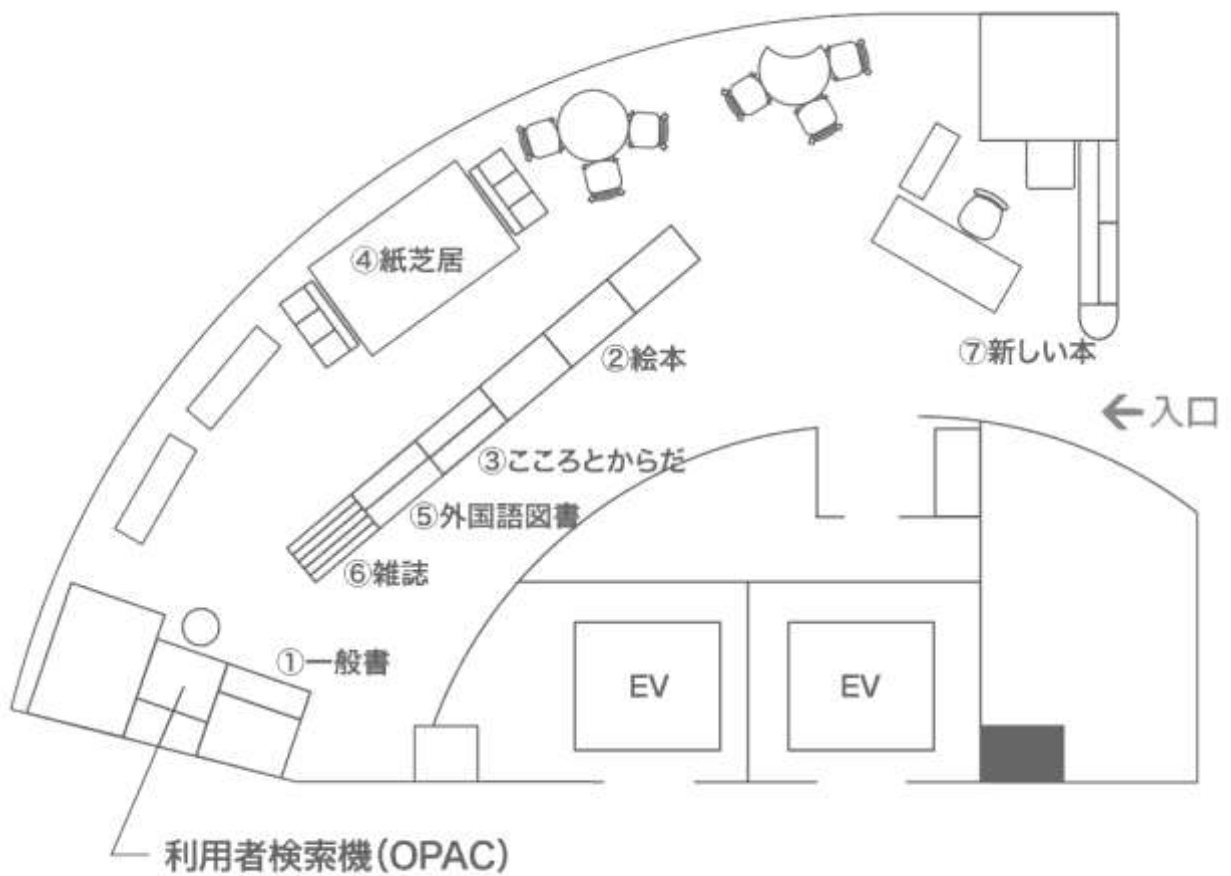 ④紙芝居
②絵本
⑦新しい本
←入口
③こころとからだ
⑤外国語図書
⑥雑誌
①一般書
EV
EV
利用者検索機(OPAC)